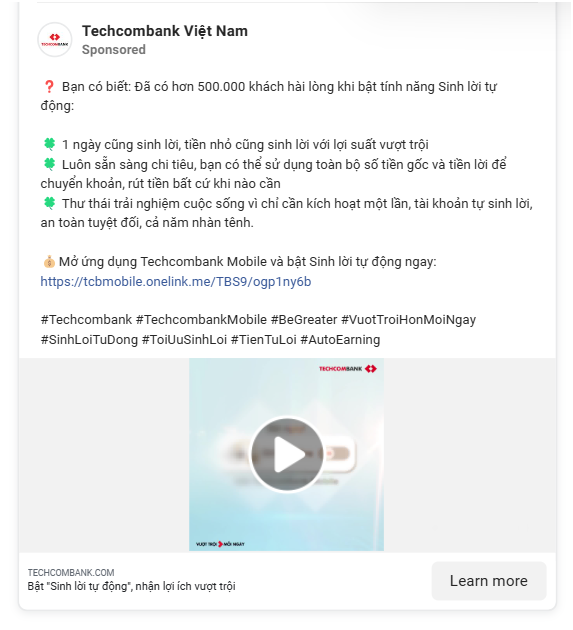 TECHCOMBANK
Techcombank Việt Nam
Sponsored
❓ Bạn có biết: Đã có hơn 500.000 khách hài lòng khi bật tính năng Sinh lời tự
động:
🍀 1 ngày cũng sinh lời, tiền nhỏ cũng sinh lời với lợi suất vượt trội
🍀 Luôn sẵn sàng chi tiêu, bạn có thể sử dụng toàn bộ số tiền gốc và tiền lời để
chuyển khoản, rút tiền bất cứ khi nào cần
🍀 Thư thái trải nghiệm cuộc sống vì chỉ cần kích hoạt một lần, tài khoản tự sinh lời,
an toàn tuyệt đối, cả năm nhàn tênh.
💰 Mở ứng dụng Techcombank Mobile và bật Sinh lời tự động ngay:
https://tcbmobile.onelink.me/TBS9/ogp1ny6b
#Techcombank #TechcombankMobile #BeGreater #VuotTroiHonMoiNgay
#SinhLoiTuDong #ToiUuSinhLoi #TienTuLoi #AutoEarning
TECHCOMBANK
VƯỢT TRỘI MỖI NGÀY
TECHCOMBANK.COM
Bật "Sinh lời tự động", nhận lợi ích vượt trội
Learn more